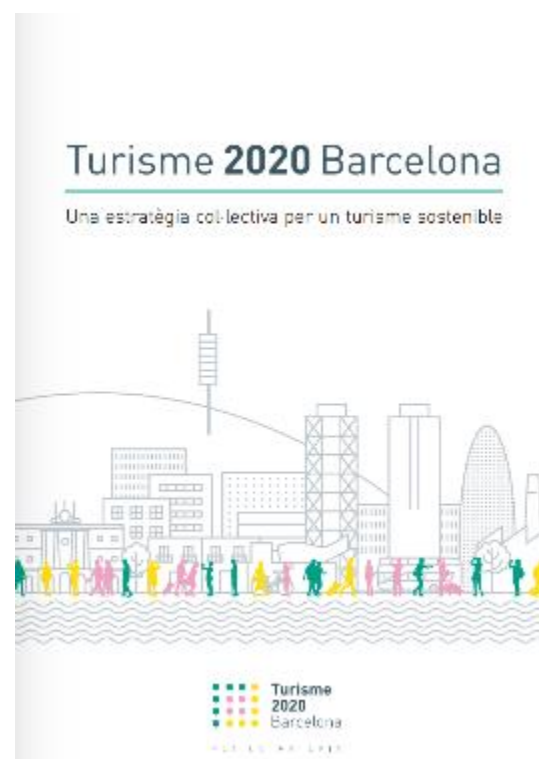 Turisme 2020 Barcelona
Una estratègia col·lectiva per un turisme sostenible
Turisme
2020
Barcelona